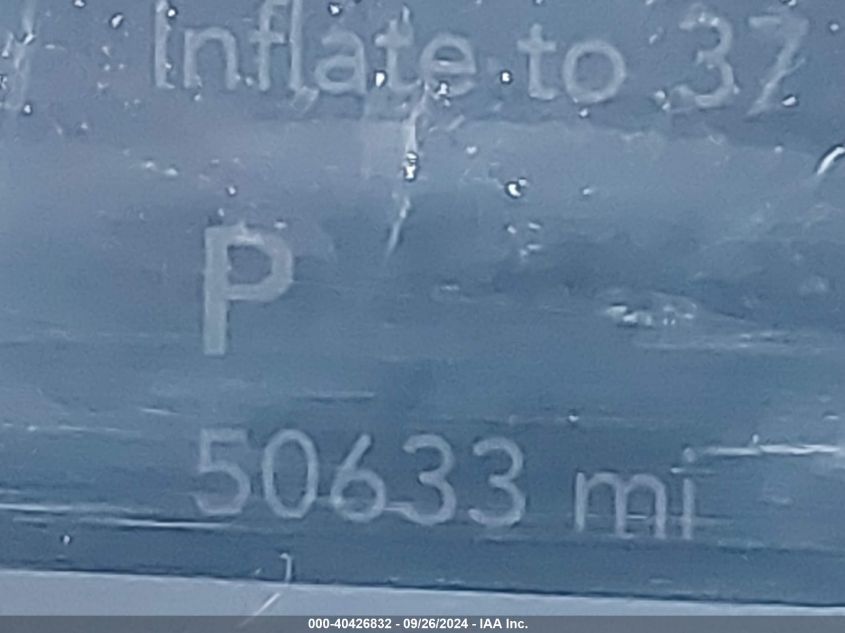 Inflate to 37
P
50633 mi
000-40426832 - 09/26/2024 - IAA Inc.